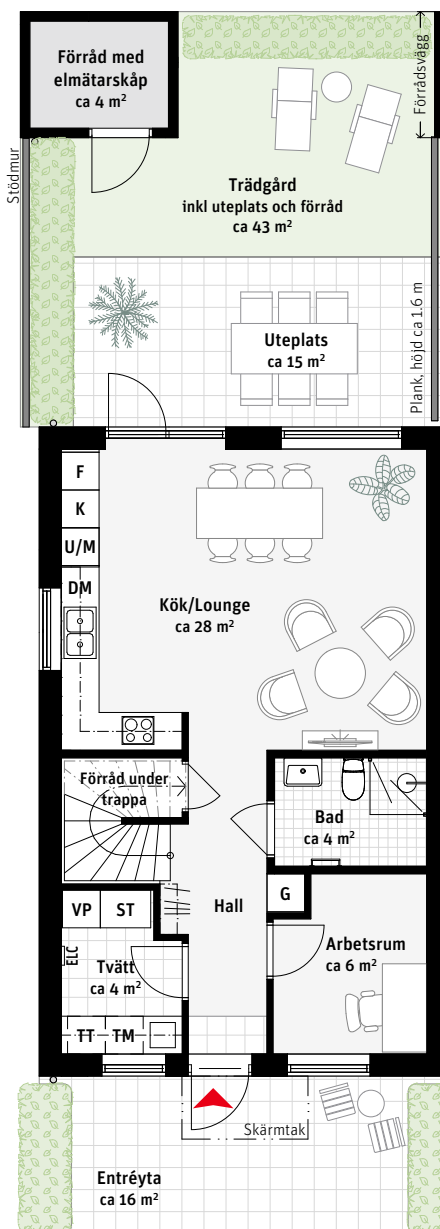 Förråd med
elmätarskåp
ca 4 m²
Förrådsvägg
Stödmur
Trädgård
inkl uteplats och förråd
ca 43 m²
Uteplats
ca 15 m²
Plank, höjd ca 1.6 m
F
K
U/M
DM
Kök/Lounge
ca 28 m²
Förråd under
trappa
Bad
ca 4 m²
G
Hall
VP
ST
Arbetsrum
ca 6 m²
ELC
Tvätt
ca 4 m²
TT
TM
Skärmtak
Entréyta
ca 16 m²